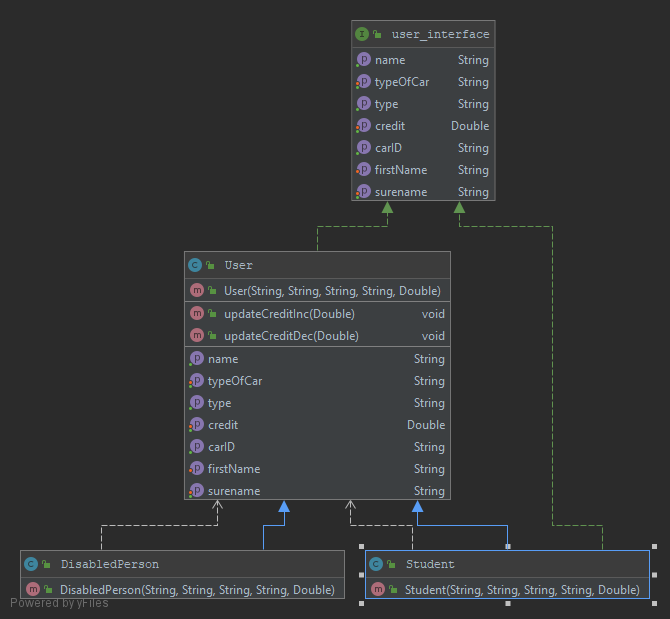 user_interface
name String
typeOfCar String
type String
credit Double
carID String
firstName String
surename String
User
User(String, String, String, String, Double)
updateCreditInc(Double) void
updateCreditDec(Double) void
name String
typeOfCar String
type String
credit Double
carID String
firstName String
surename String
DisabledPerson
DisabledPerson(String, String, String, String, Double)
Student
Student(String, String, String, String, Double)
Powered by yFiles